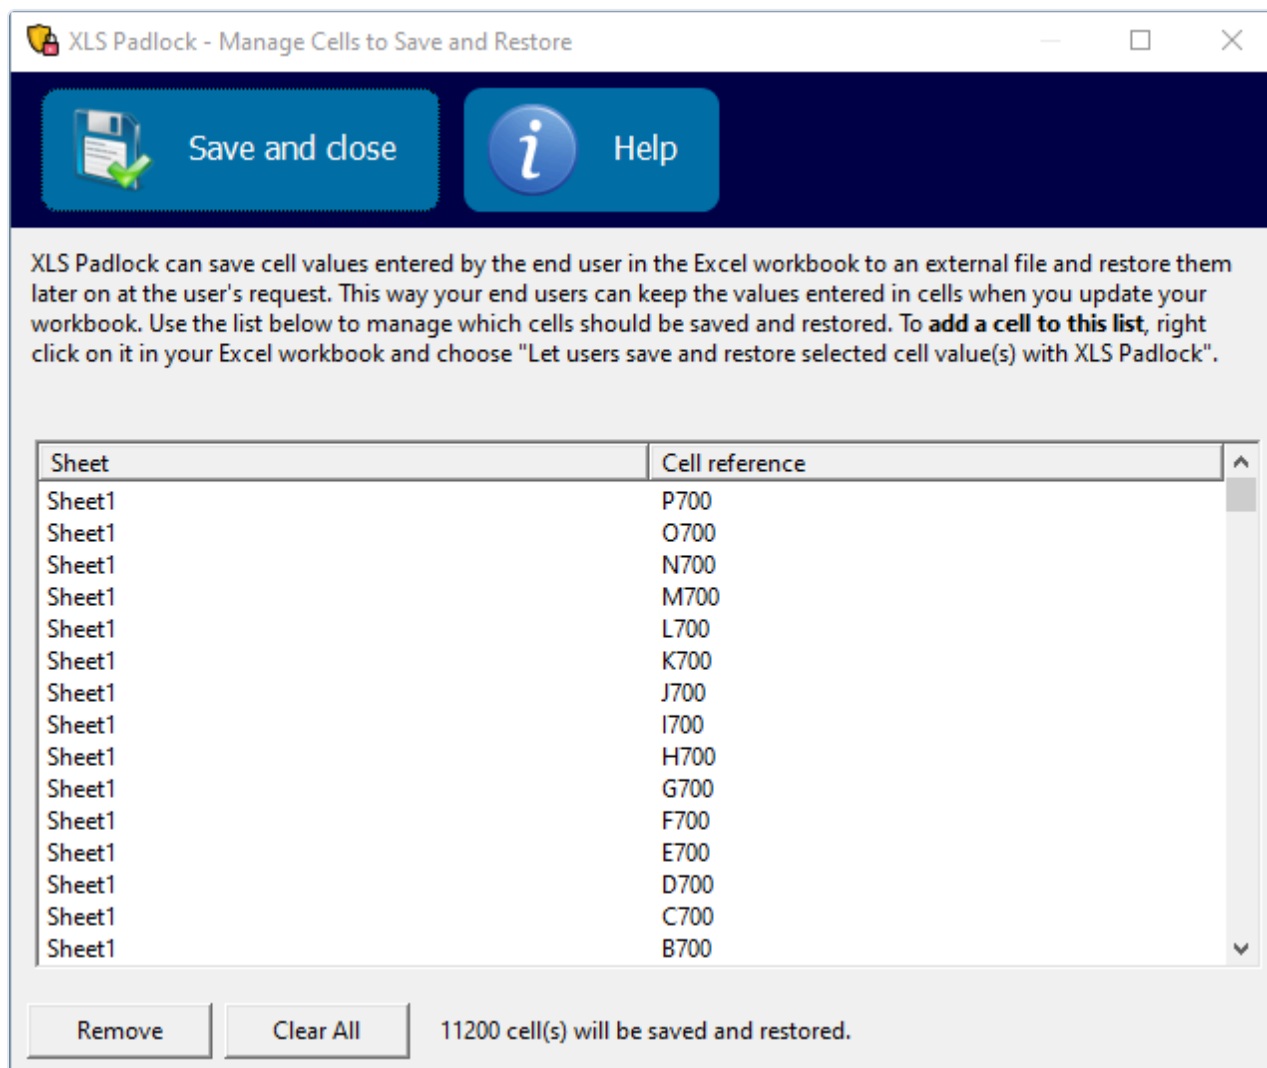 XLS Padlock - Manage Cells to Save and Restore
Save and close
Help
XLS Padlock can save cell values entered by the end user in the Excel workbook to an external file and restore them
later on at the user's request. This way your end users can keep the values entered in cells when you update your
workbook. Use the list below to manage which cells should be saved and restored. To add a cell to this list, right
click on it in your Excel workbook and choose "Let users save and restore selected cell value(s) with XLS Padlock".
Sheet Cell reference
Sheet1 P700
Sheet1 O700
Sheet1 N700
Sheet1 M700
Sheet1 L700
Sheet1 K700
Sheet1 J700
Sheet1 I700
Sheet1 H700
Sheet1 G700
Sheet1 F700
Sheet1 E700
Sheet1 D700
Sheet1 C700
Sheet1 B700
Remove Clear All 11200 cell(s) will be saved and restored.